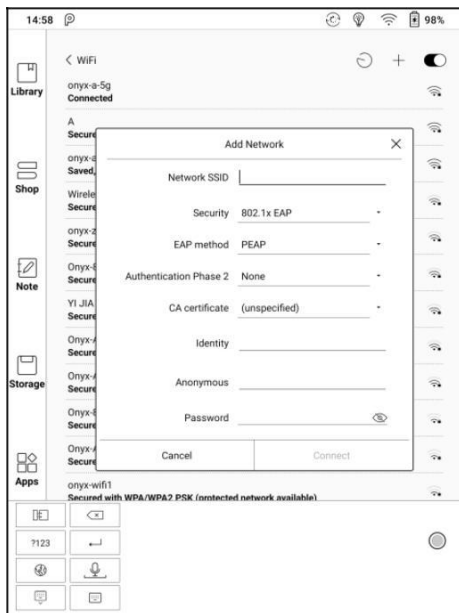 14:58
98%
WiFi
Library
onyx-a-5g
Connected
A
Secure
Add Network
onyx-a
Saved,
Network SSID
Shop
Wirele
Secure
Security 802.1x EAP
onyx-z
Secure
EAP method PEAP
Onyx-8
Secure
Authentication Phase 2 None
Note
YI JIA
Secure
CA certificate (unspecified)
Onyx-A
Secure
Identity
Storage
Onyx-A
Secure
Anonymous
Onyx-8
Secure
Password
Onyx-A
Secure
Cancel Connect
Apps
onyx-wifi1
Secured with WPA/WPA2 PSK (protected network available)
?123